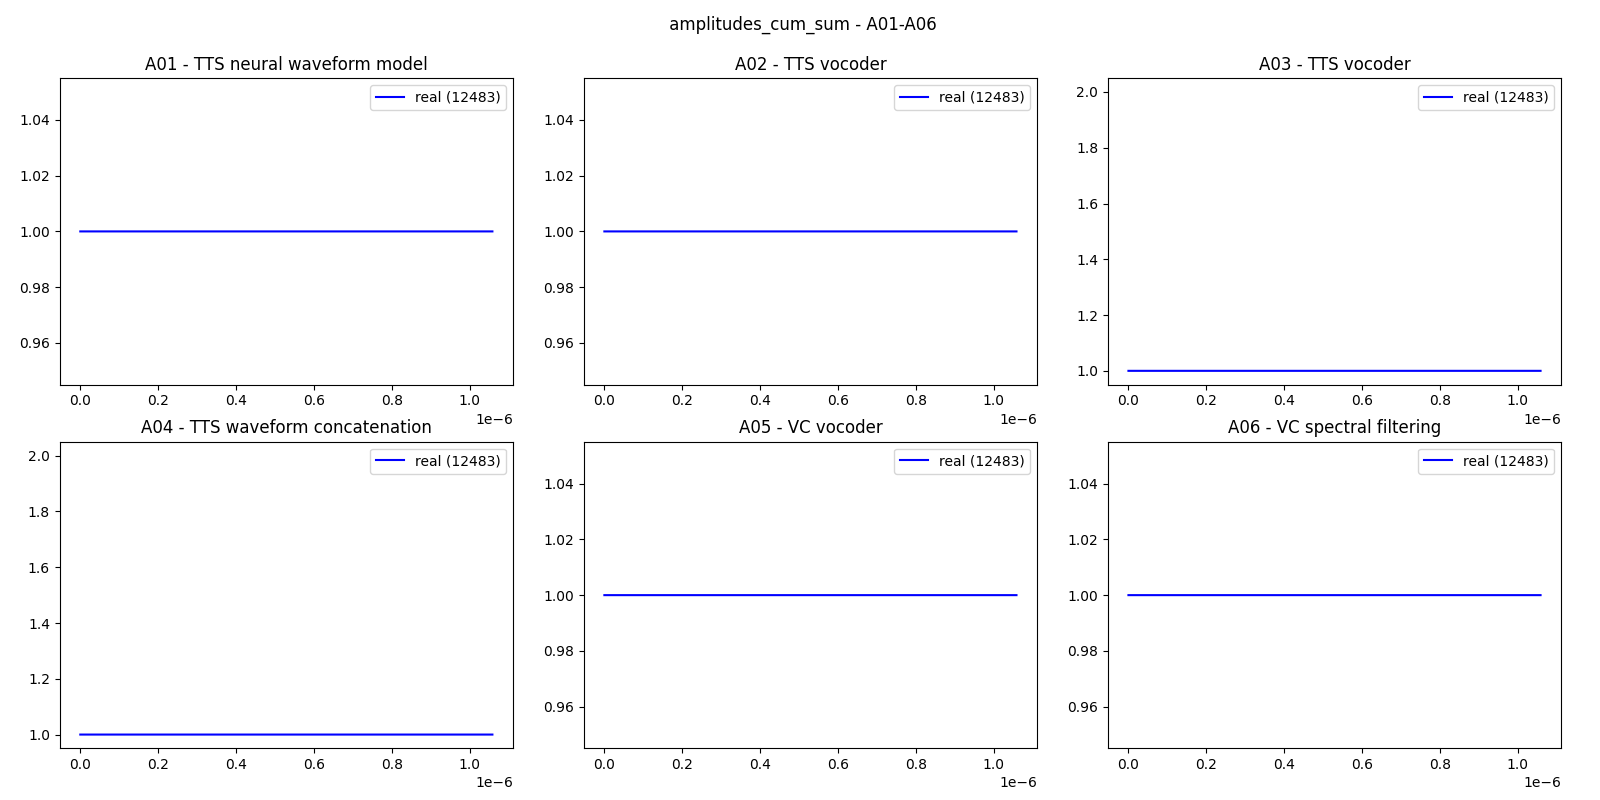 amplitudes_cum_sum - A01-A06
A01 - TTS neural waveform model
real (12483)
1.04
1.02
1.00
0.98
0.96
0.0 0.2 0.4 0.6 0.8 1.0
1e−6
A02 - TTS vocoder
real (12483)
1.04
1.02
1.00
0.98
0.96
0.0 0.2 0.4 0.6 0.8 1.0
1e−6
A03 - TTS vocoder
real (12483)
2.0
1.8
1.6
1.4
1.2
1.0
0.0 0.2 0.4 0.6 0.8 1.0
1e−6
A04 - TTS waveform concatenation
real (12483)
2.0
1.8
1.6
1.4
1.2
1.0
0.0 0.2 0.4 0.6 0.8 1.0
1e−6
A05 - VC vocoder
real (12483)
1.04
1.02
1.00
0.98
0.96
0.0 0.2 0.4 0.6 0.8 1.0
1e−6
A06 - VC spectral filtering
real (12483)
1.04
1.02
1.00
0.98
0.96
0.0 0.2 0.4 0.6 0.8 1.0
1e−6